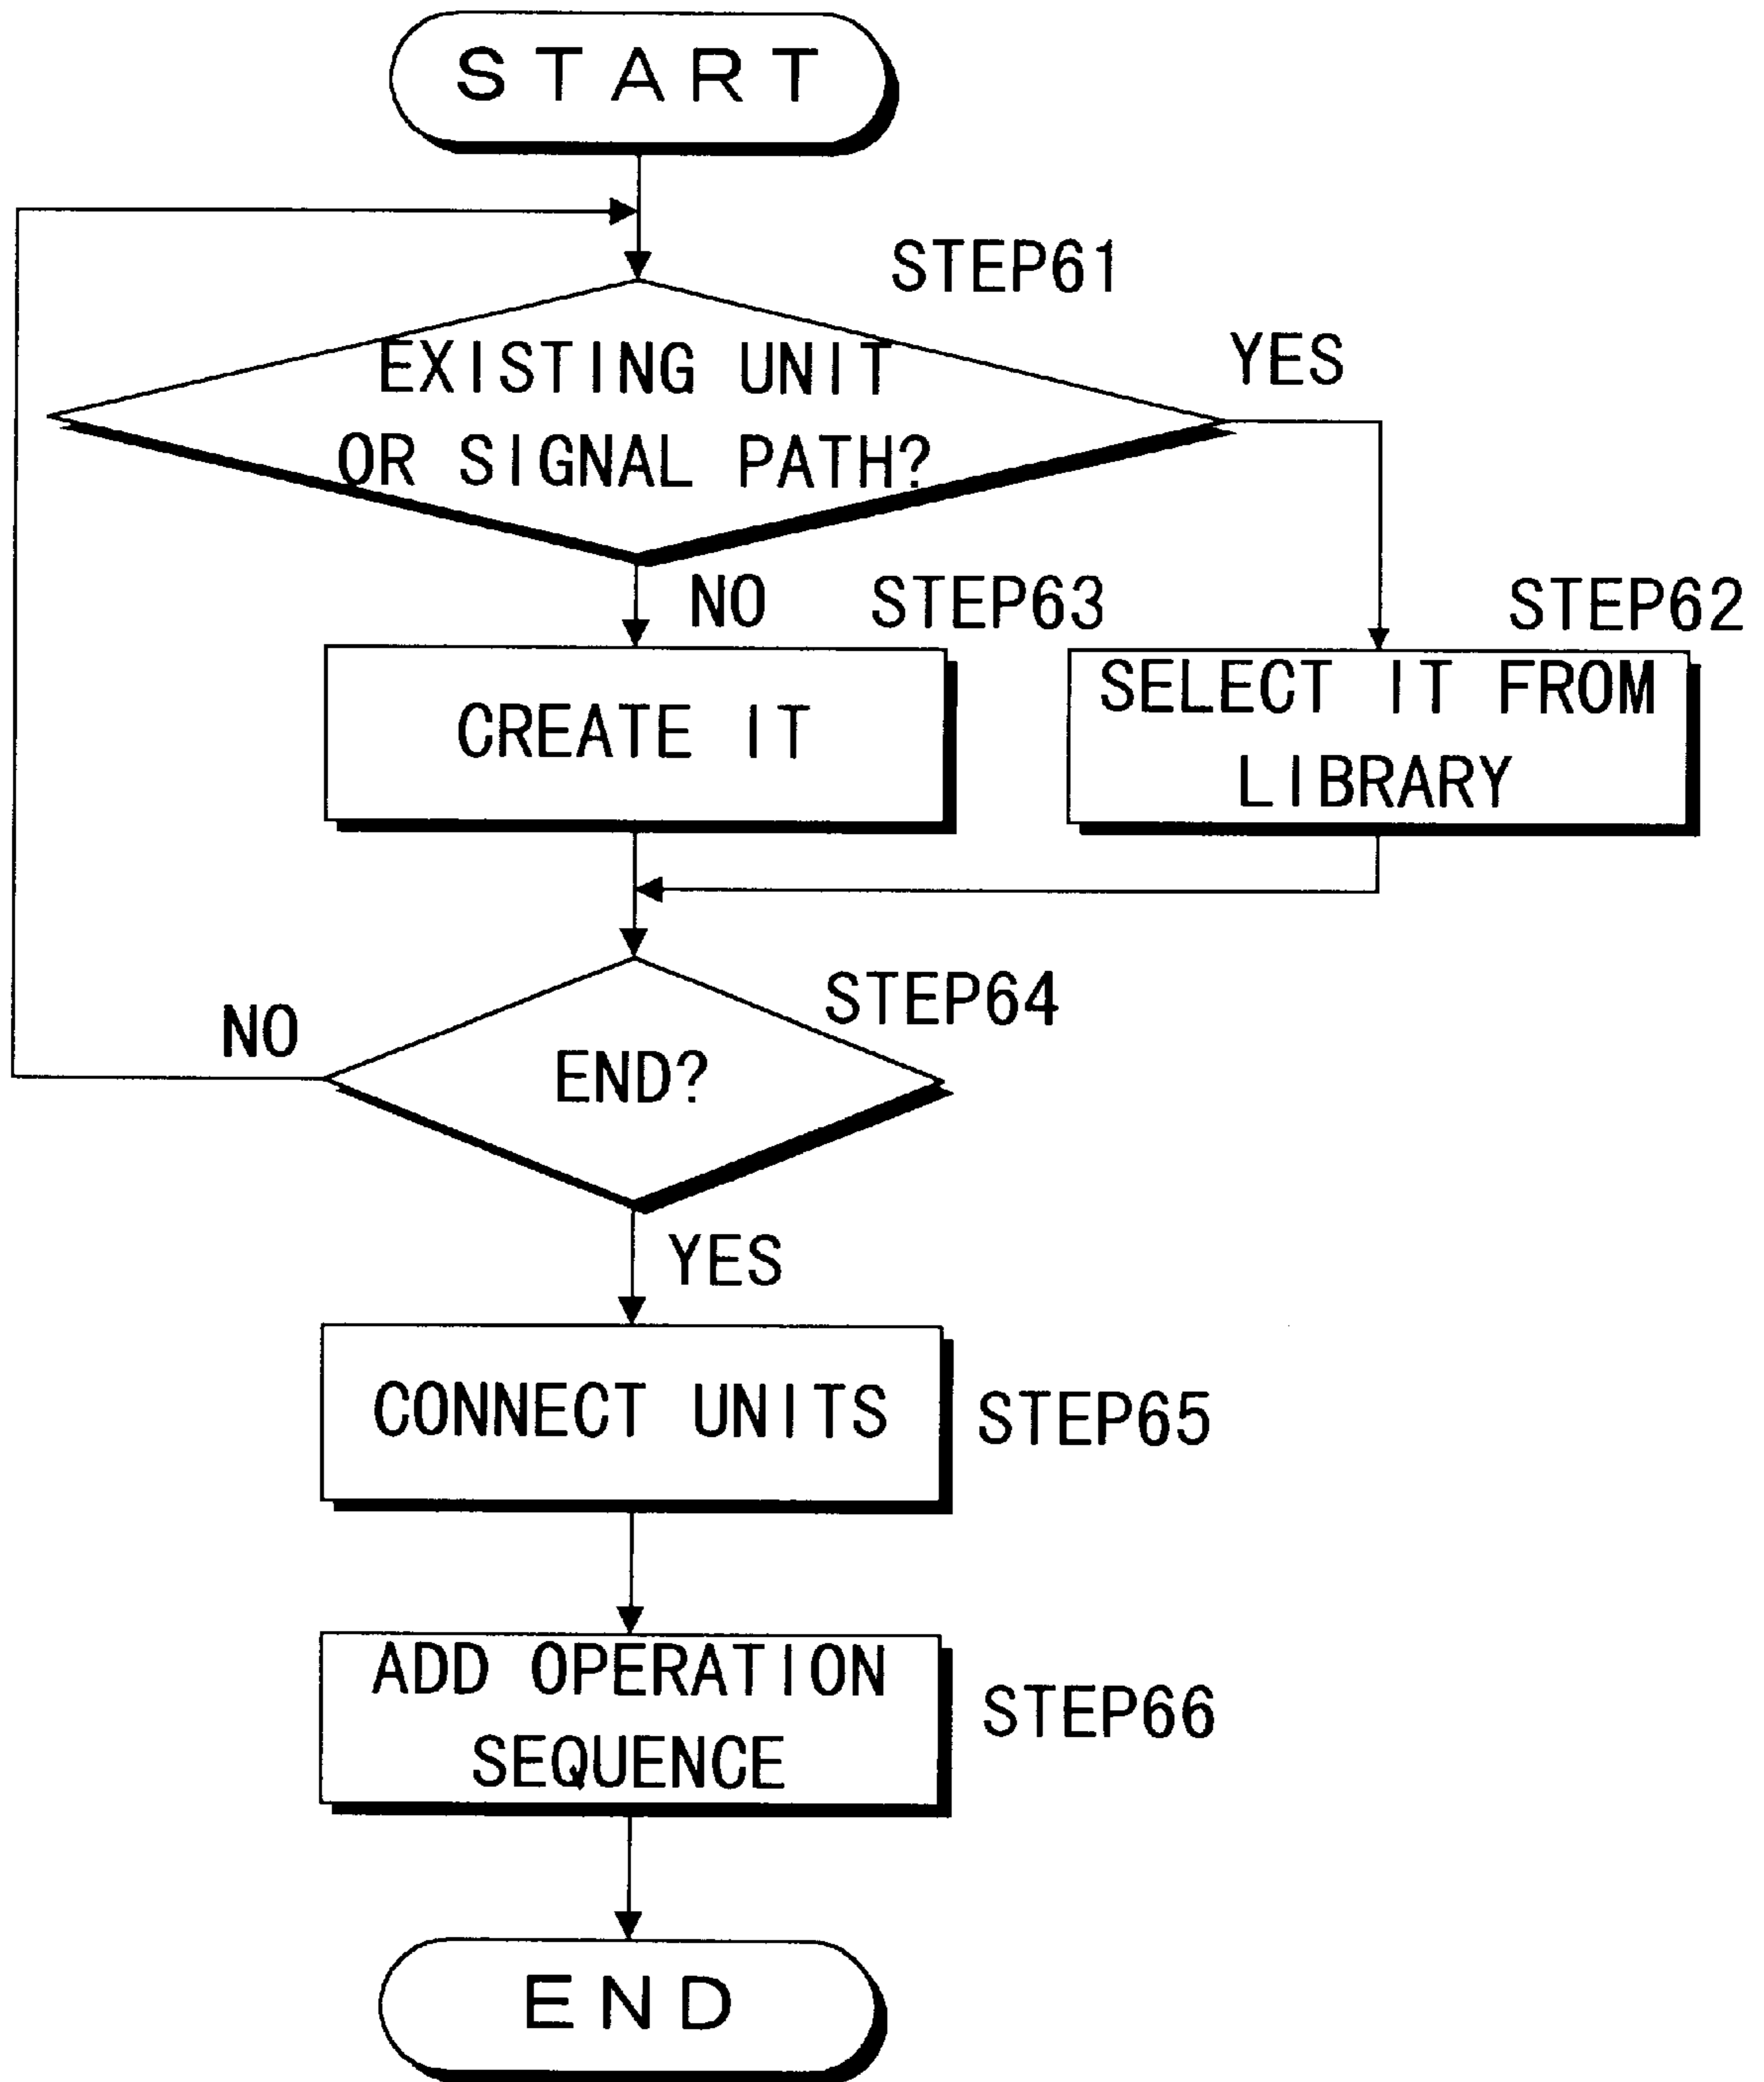 START
STEP61
EXISTING UNIT
OR SIGNAL PATH?
YES
NO
STEP63
STEP62
CREATE IT
SELECT IT FROM
LIBRARY
STEP64
NO
END?
YES
CONNECT UNITS
STEP65
ADD OPERATION
SEQUENCE
STEP66
END